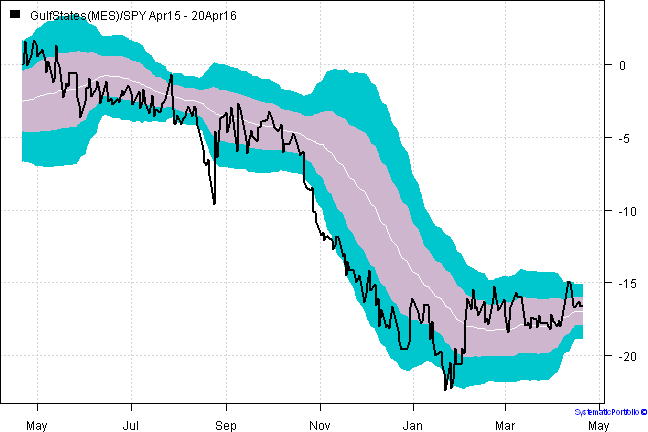 GulfStates(MES)/SPY Apr15 - 20Apr16
0
-5
-10
-15
-20
SystematicPortfolio ©
May Jul Sep Nov Jan Mar May